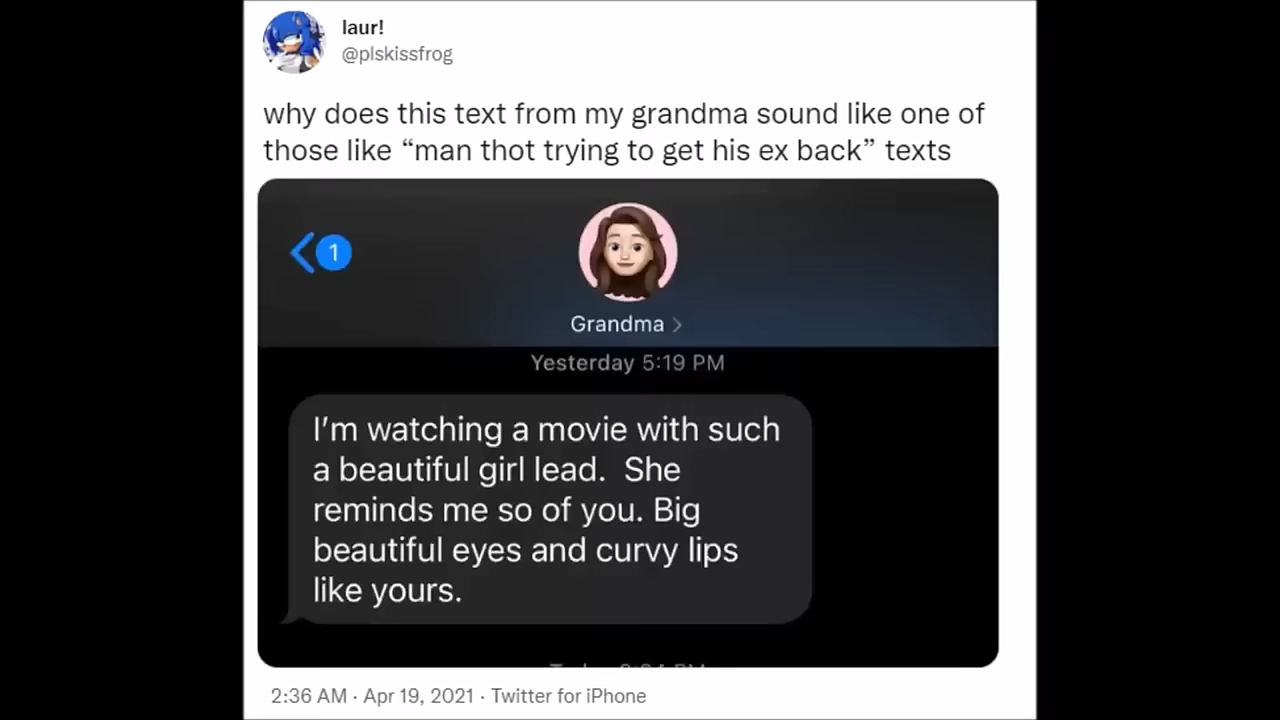 laur!
@plskissfrog
why does this text from my grandma sound like one of
those like “man thot trying to get his ex back” texts
1
Grandma
Yesterday 5:19 PM
I'm watching a movie with such
a beautiful girl lead.  She
reminds me so of you. Big
beautiful eyes and curvy lips
like yours.
2:36 AM · Apr 19, 2021 · Twitter for iPhone